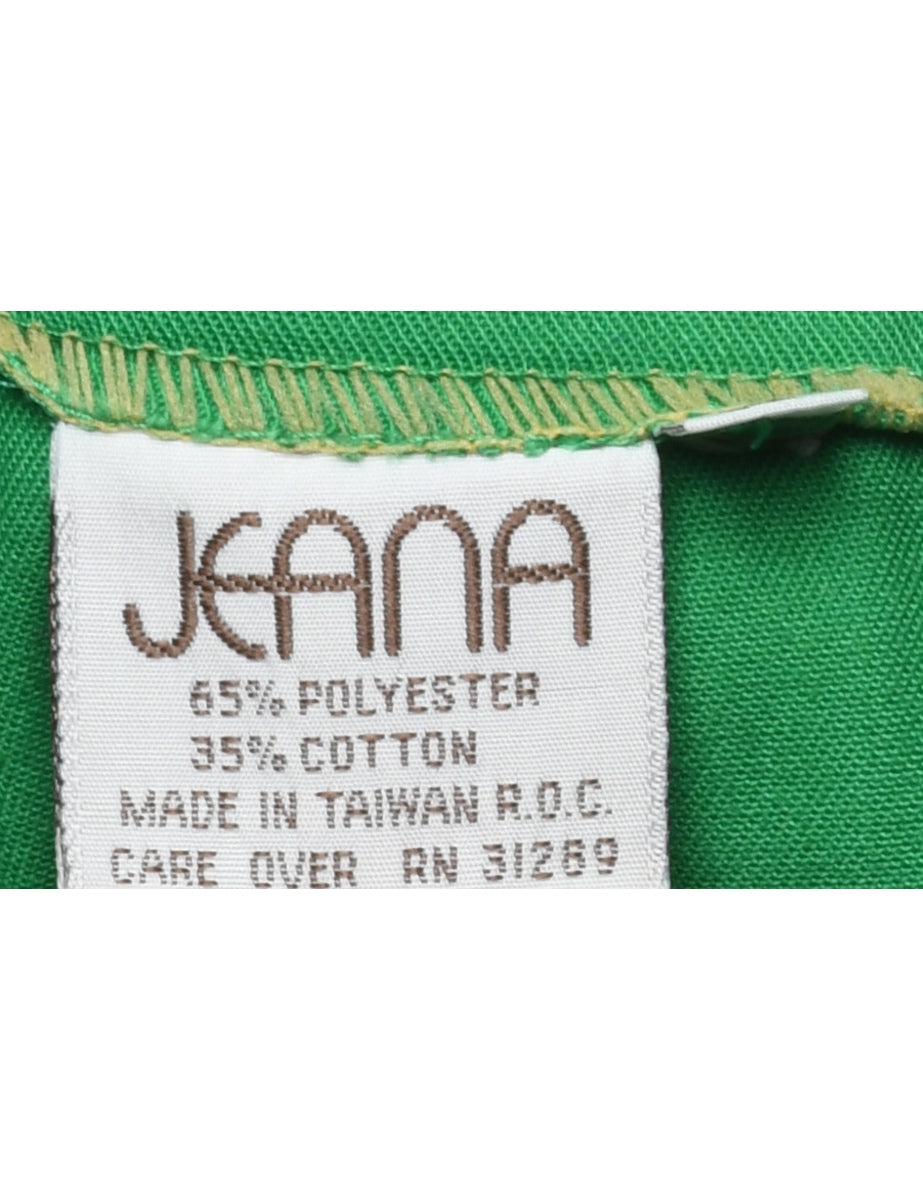 JEANA
65% POLYESTER
35% COTTON
MADE IN TAIWAN R.O.C.
CARE OVER RN 31289